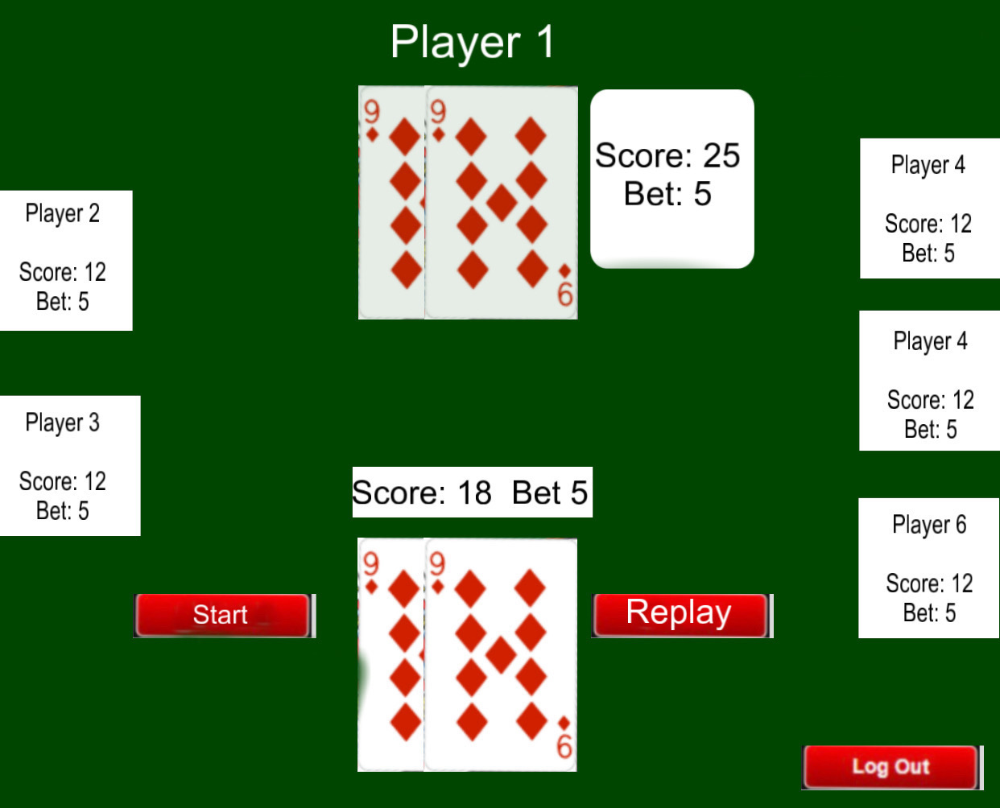 Player 1
9
9
9
Score: 25
Bet: 5
Player 2
Score: 12
Bet: 5
Player 3
Score: 12
Bet: 5
Player 4
Score: 12
Bet: 5
Player 4
Score: 12
Bet: 5
Player 6
Score: 12
Bet: 5
Score: 18 Bet 5
9
9
9
Start
Replay
Log Out